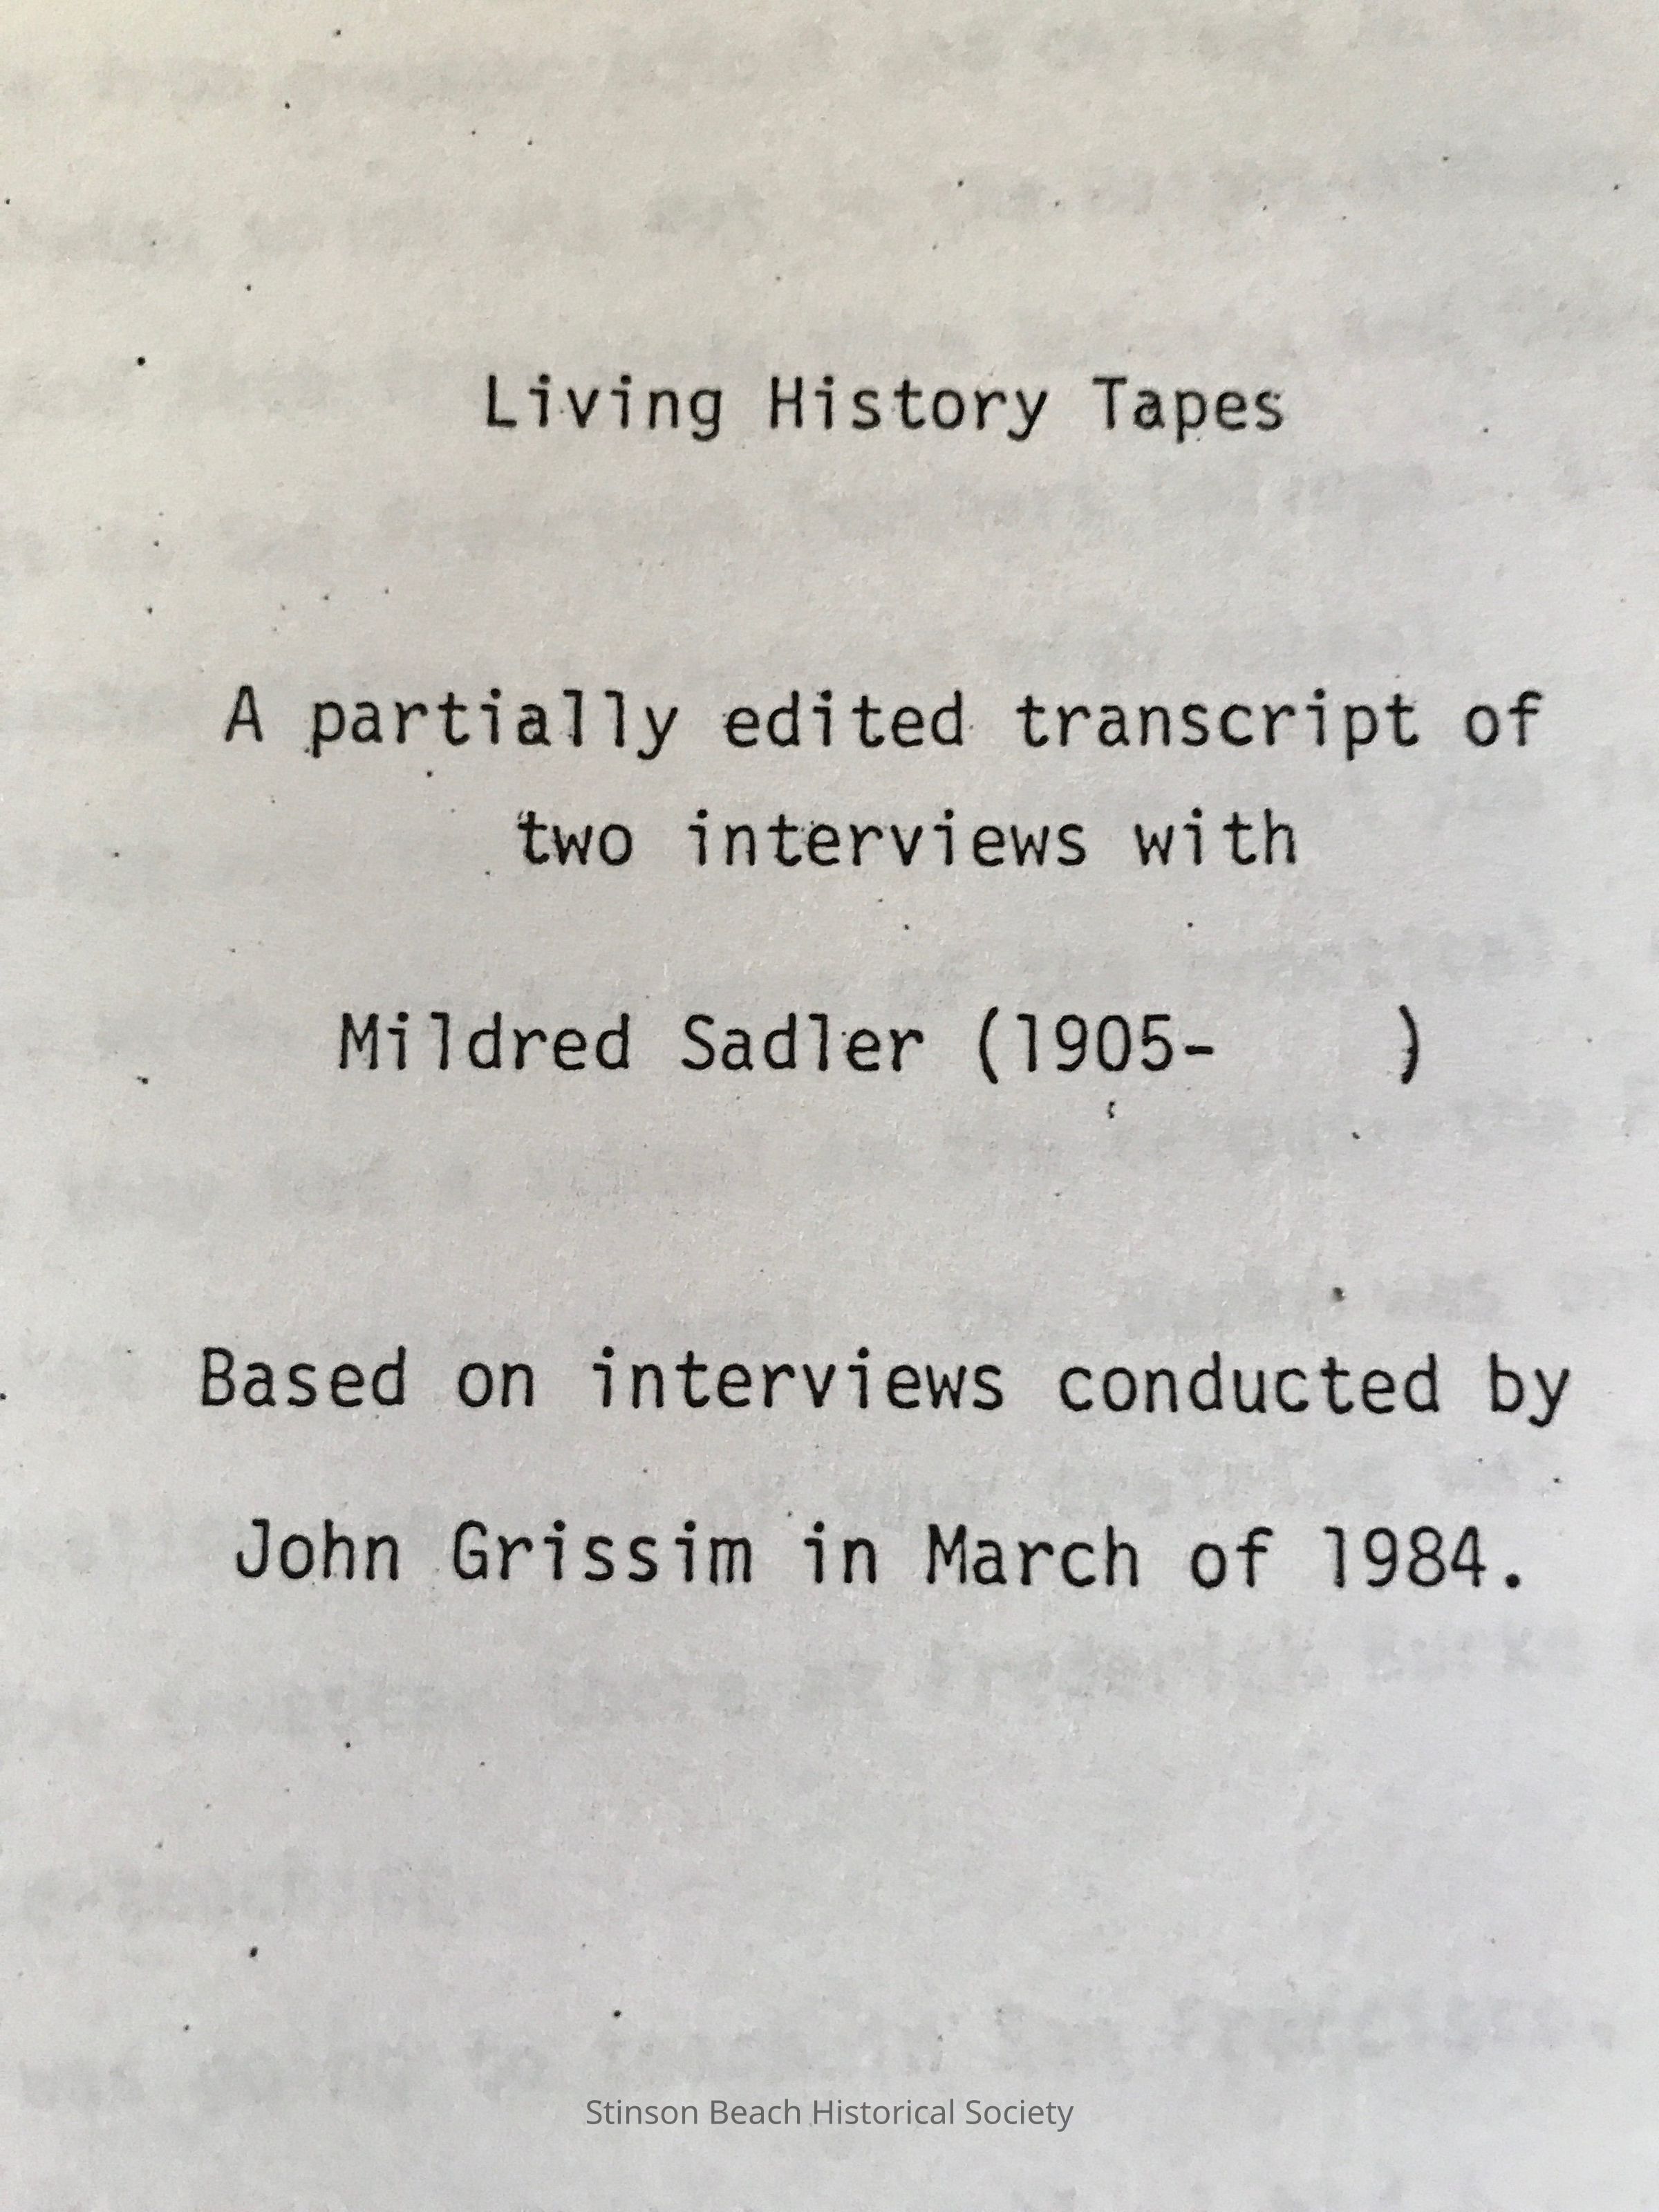 Living History Tapes
A partially edited transcript of
two interviews with
Mildred Sadler (1905-    )
Based on interviews conducted by
John Grissim in March of 1984.
Stinson Beach Historical Society